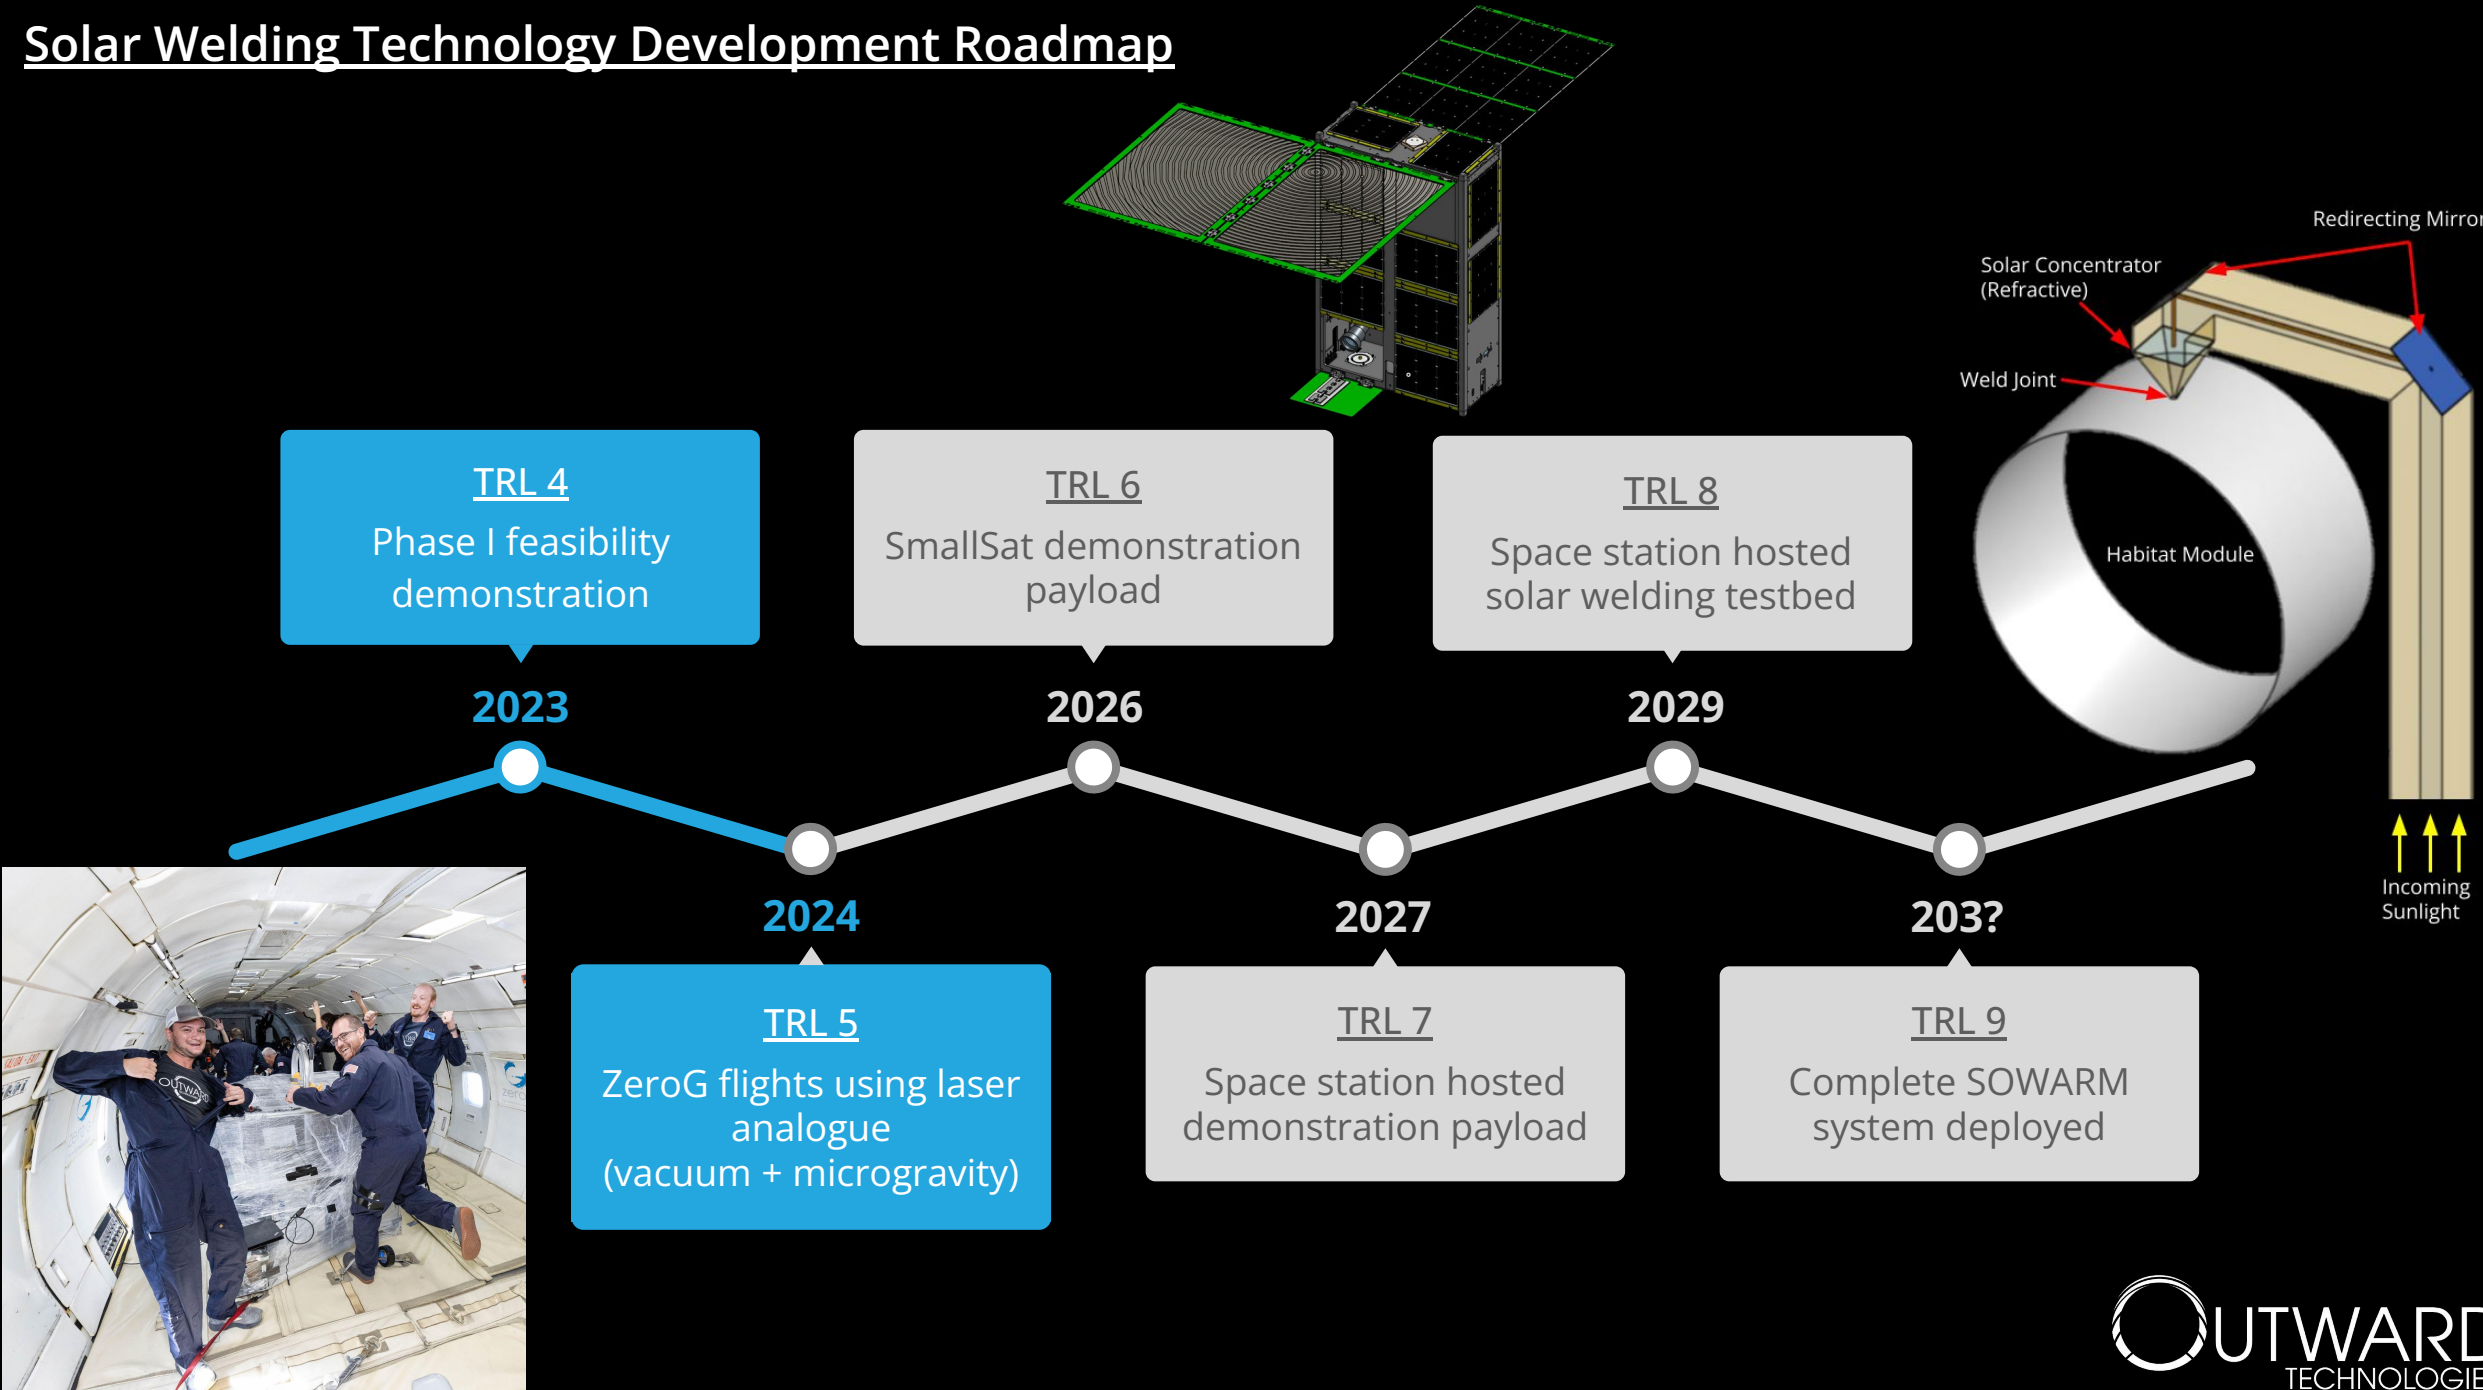 Solar Welding Technology Development Roadmap
Redirecting Mirror
Solar Concentrator
(Refractive)
Weld Joint
Habitat Module
Incoming
Sunlight
TRL 4
Phase I feasibility
demonstration
2023
TRL 6
SmallSat demonstration
payload
2026
TRL 8
Space station hosted
solar welding testbed
2029
2024
TRL 5
ZeroG flights using laser
analogue
(vacuum + microgravity)
2027
TRL 7
Space station hosted
demonstration payload
203?
TRL 9
Complete SOWARM
system deployed
OUTWARD
OUTWARD
TECHNOLOGIE